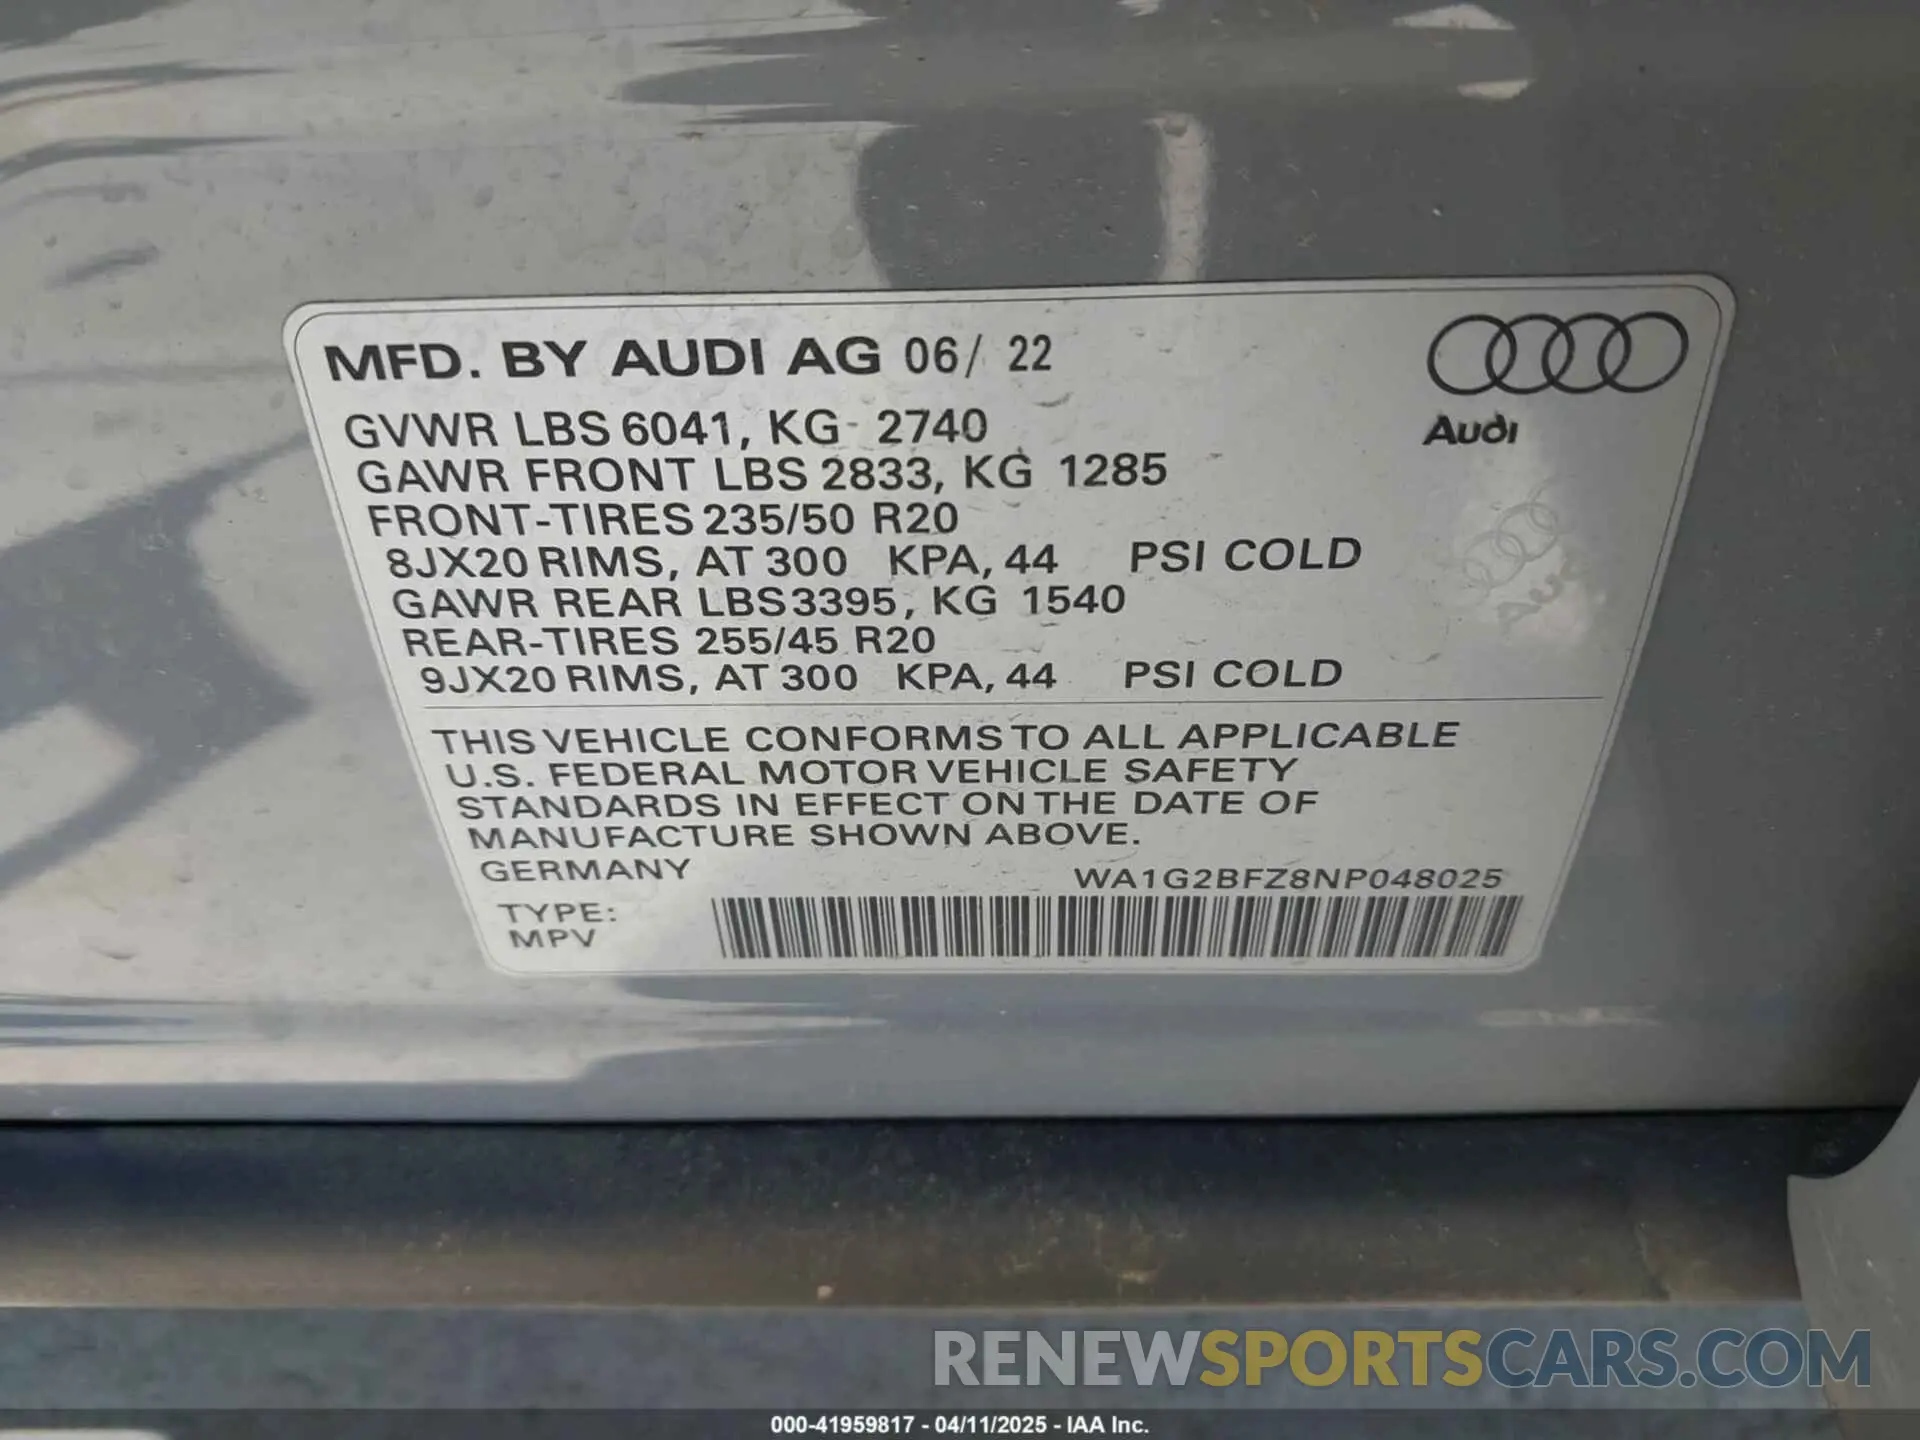 MFD. BY AUDI AG 06/ 22
GVWR LBS 6041, KG 2740
GAWR FRONT LBS 2833, KG 1285
FRONT-TIRES 235/50 R20
8JX20 RIMS, AT 300 KPA, 44 PSI COLD
GAWR REAR LBS 3395, KG 1540
REAR-TIRES 255/45 R20
9JX20 RIMS, AT 300 KPA, 44 PSI COLD
Audi
THIS VEHICLE CONFORMS TO ALL APPLICABLE
U.S. FEDERAL MOTOR VEHICLE SAFETY
STANDARDS IN EFFECT ON THE DATE OF
MANUFACTURE SHOWN ABOVE.
GERMANY
WA1G2BFZ8NP048025
TYPE:
MPV
RENEWSPORTSCARS.COM
000-41959817 - 04/11/2025 - IAA Inc.